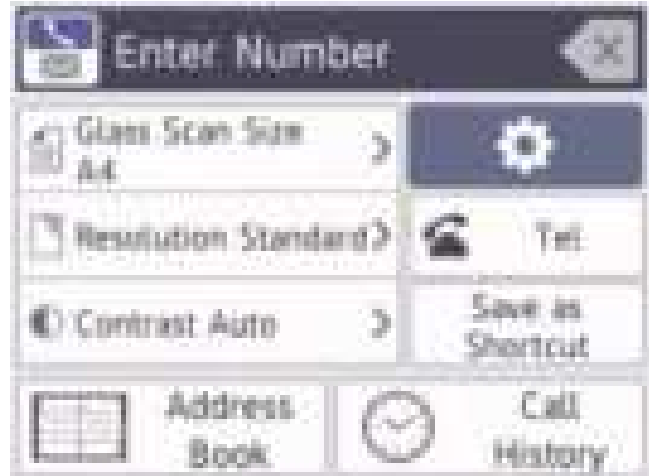 Enter Number
Glass Scan Size
A4
Resolution Standard
Tel
Contrast Auto
Save as
Shortcut
Address
Book
Call
History